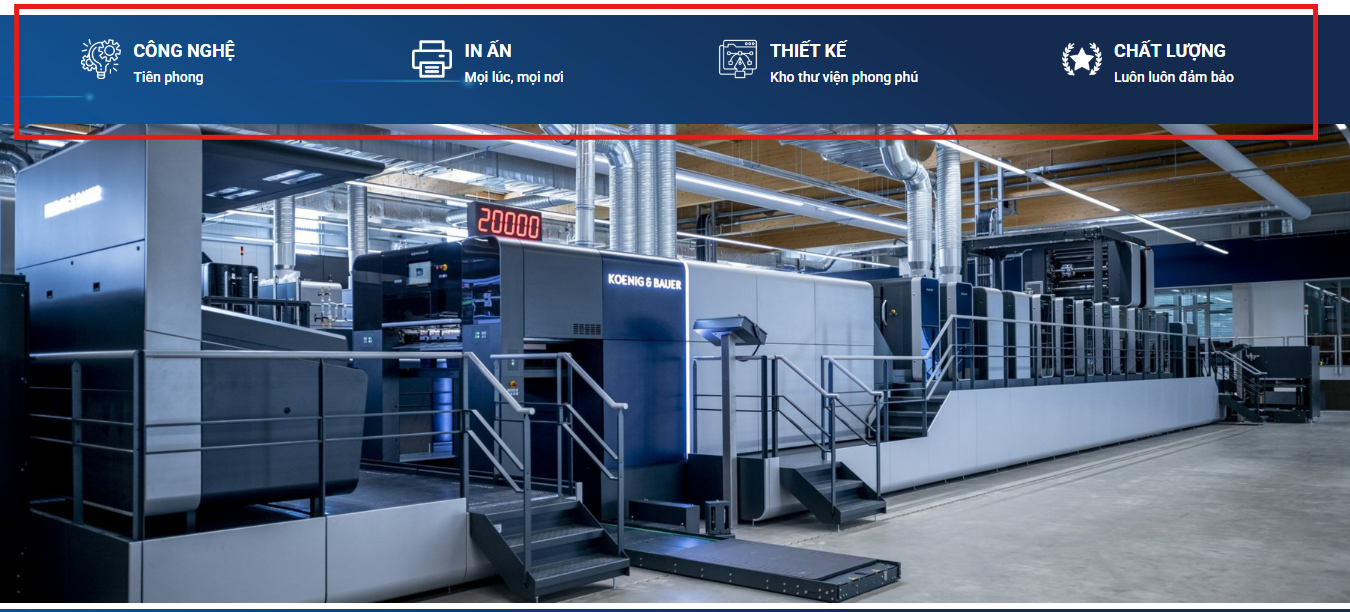 CÔNG NGHỆ
Tiên phong
IN ẤN
Mọi lúc, mọi nơi
THIẾT KẾ
Kho thư viện phong phú
CHẤT LƯỢNG
Luôn luôn đảm bảo
20000
KOENIG & BAUER